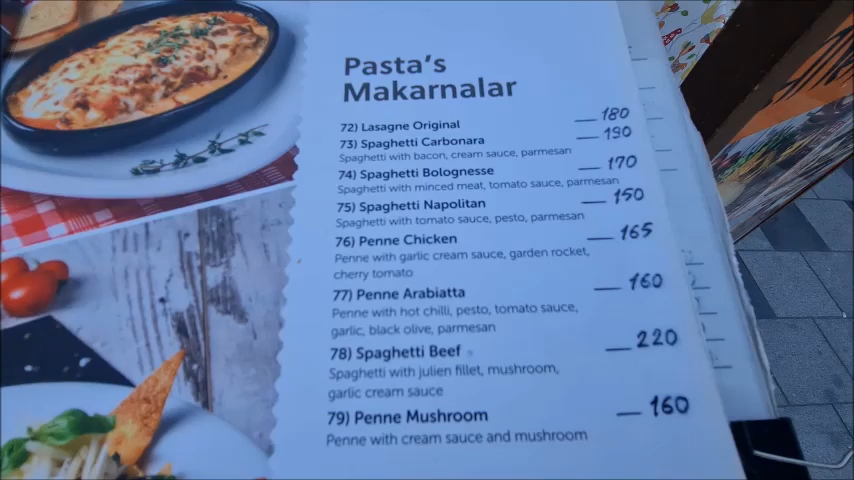 Pasta's
Makarnalar
72) Lasagne Original — 180
73) Spaghetti Carbonara — 190
Spaghetti with bacon, cream sauce, parmesan
74) Spaghetti Bolognesse — 170
Spaghetti with minced meat, tomato sauce, parmesan
75) Spaghetti Napolitan — 150
Spaghetti with tomato sauce, pesto, parmesan
76) Penne Chicken — 165
Penne with garlic cream sauce, garden rocket,
cherry tomato
77) Penne Arabiatta — 160
Penne with hot chilli, pesto, tomato sauce,
garlic, black olive, parmesan
78) Spaghetti Beef — 220
Spaghetti with julien fillet, mushroom,
garlic cream sauce
79) Penne Mushroom — 160
Penne with cream sauce and mushroom